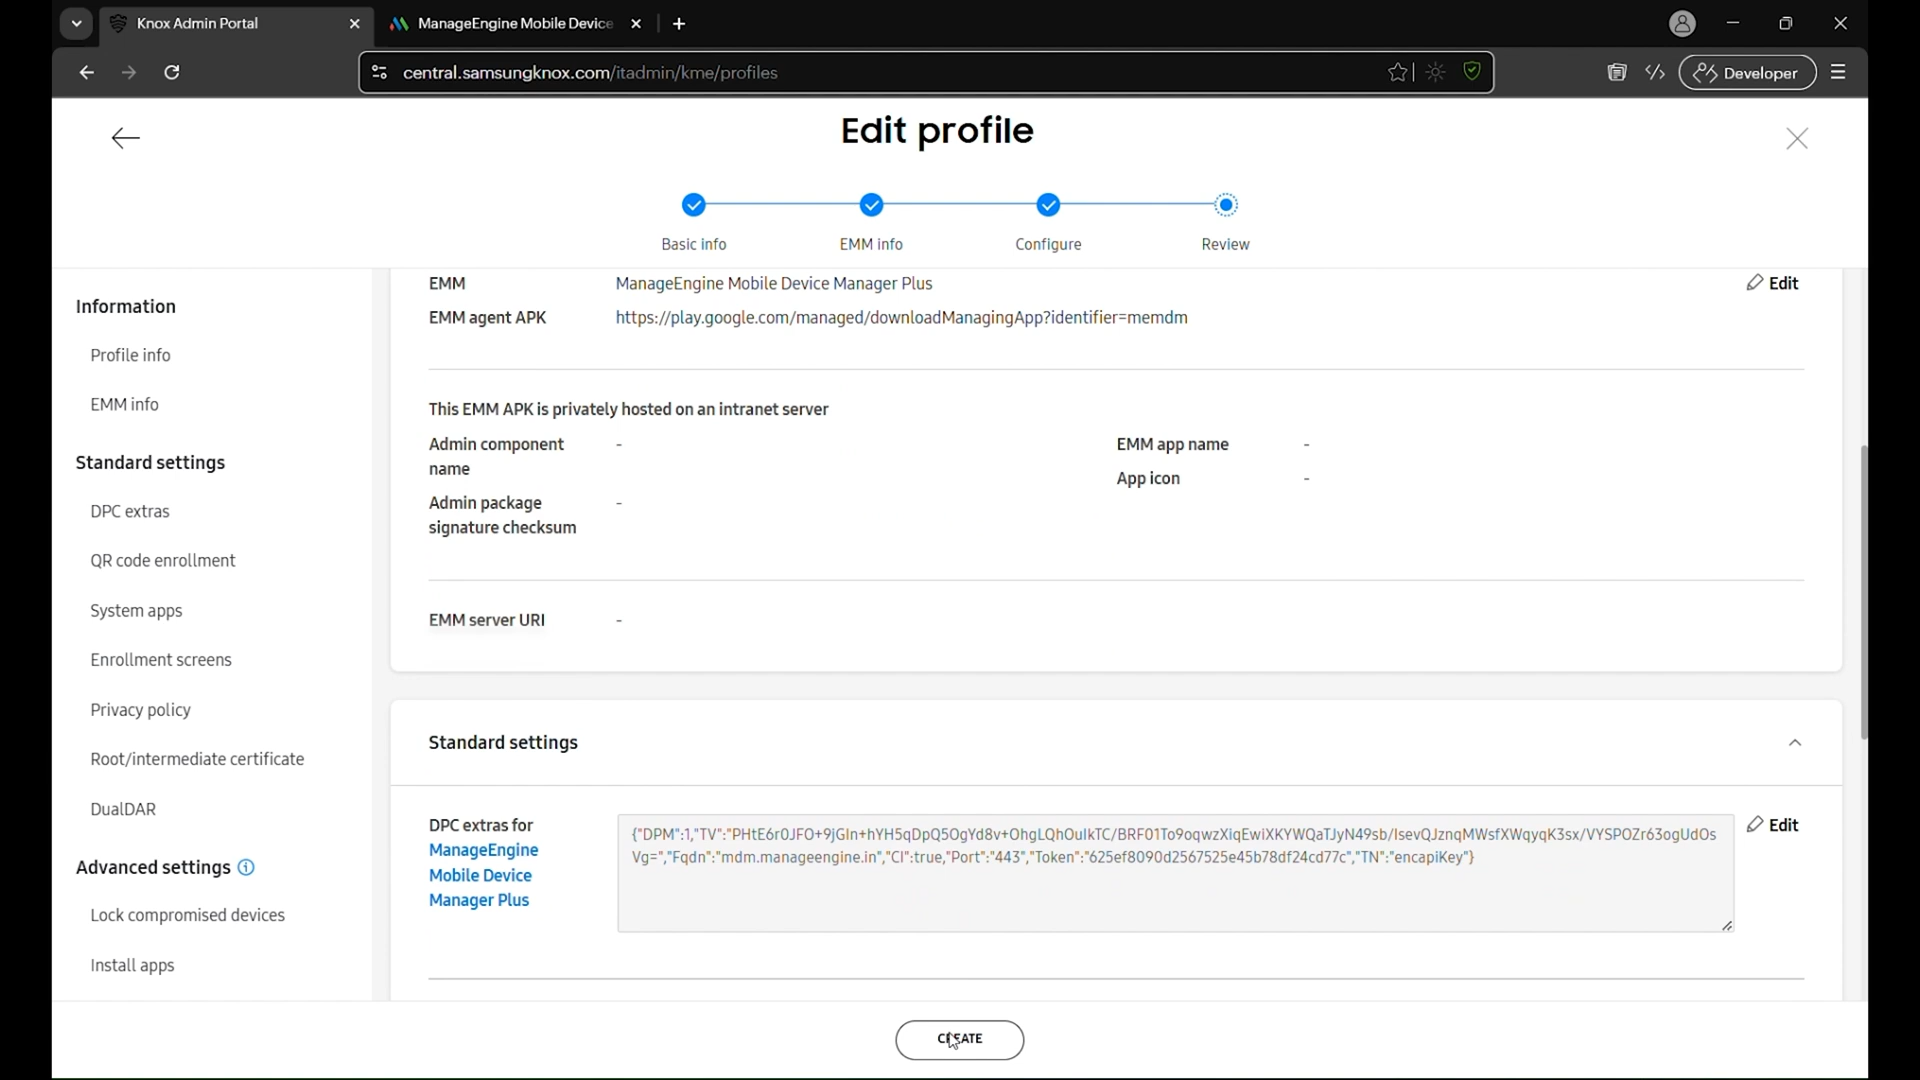 Knox Admin Portal
ManageEngine Mobile Device
central.samsungknox.com/itadmin/kme/profiles
Developer
Edit profile
Basic info
EMM info
Configure
Review
Information
Profile info
EMM info
Standard settings
DPC extras
QR code enrollment
System apps
Enrollment screens
Privacy policy
Root/intermediate certificate
DualDAR
Advanced settings
Lock compromised devices
Install apps
EMM ManageEngine Mobile Device Manager Plus
Edit
EMM agent APK https://play.google.com/managed/downloadManagingApp?identifier=memdm
This EMM APK is privately hosted on an intranet server
Admin component name -
EMM app name -
App icon -
Admin package signature checksum -
EMM server URI -
Standard settings
DPC extras for
ManageEngine
Mobile Device
Manager Plus
{"DPM":1,"TV":"PHtE6r0JFO+9jGln+hYH5qDpQ5OgYd8v+OhgLQhOulkTC/BRF01To9oqwzXiqEwiXKYWQaTJyN49sb/IsevQJznqMWsfXWqyqK3sx/VYSPOZr63ogUdOs
Vg=","Fqdn":"mdm.manageengine.in","CI":true,"Port":"443","Token":"625ef8090d2567525e45b78df24cd77c","TN":"encapiKey"}
Edit
CREATE